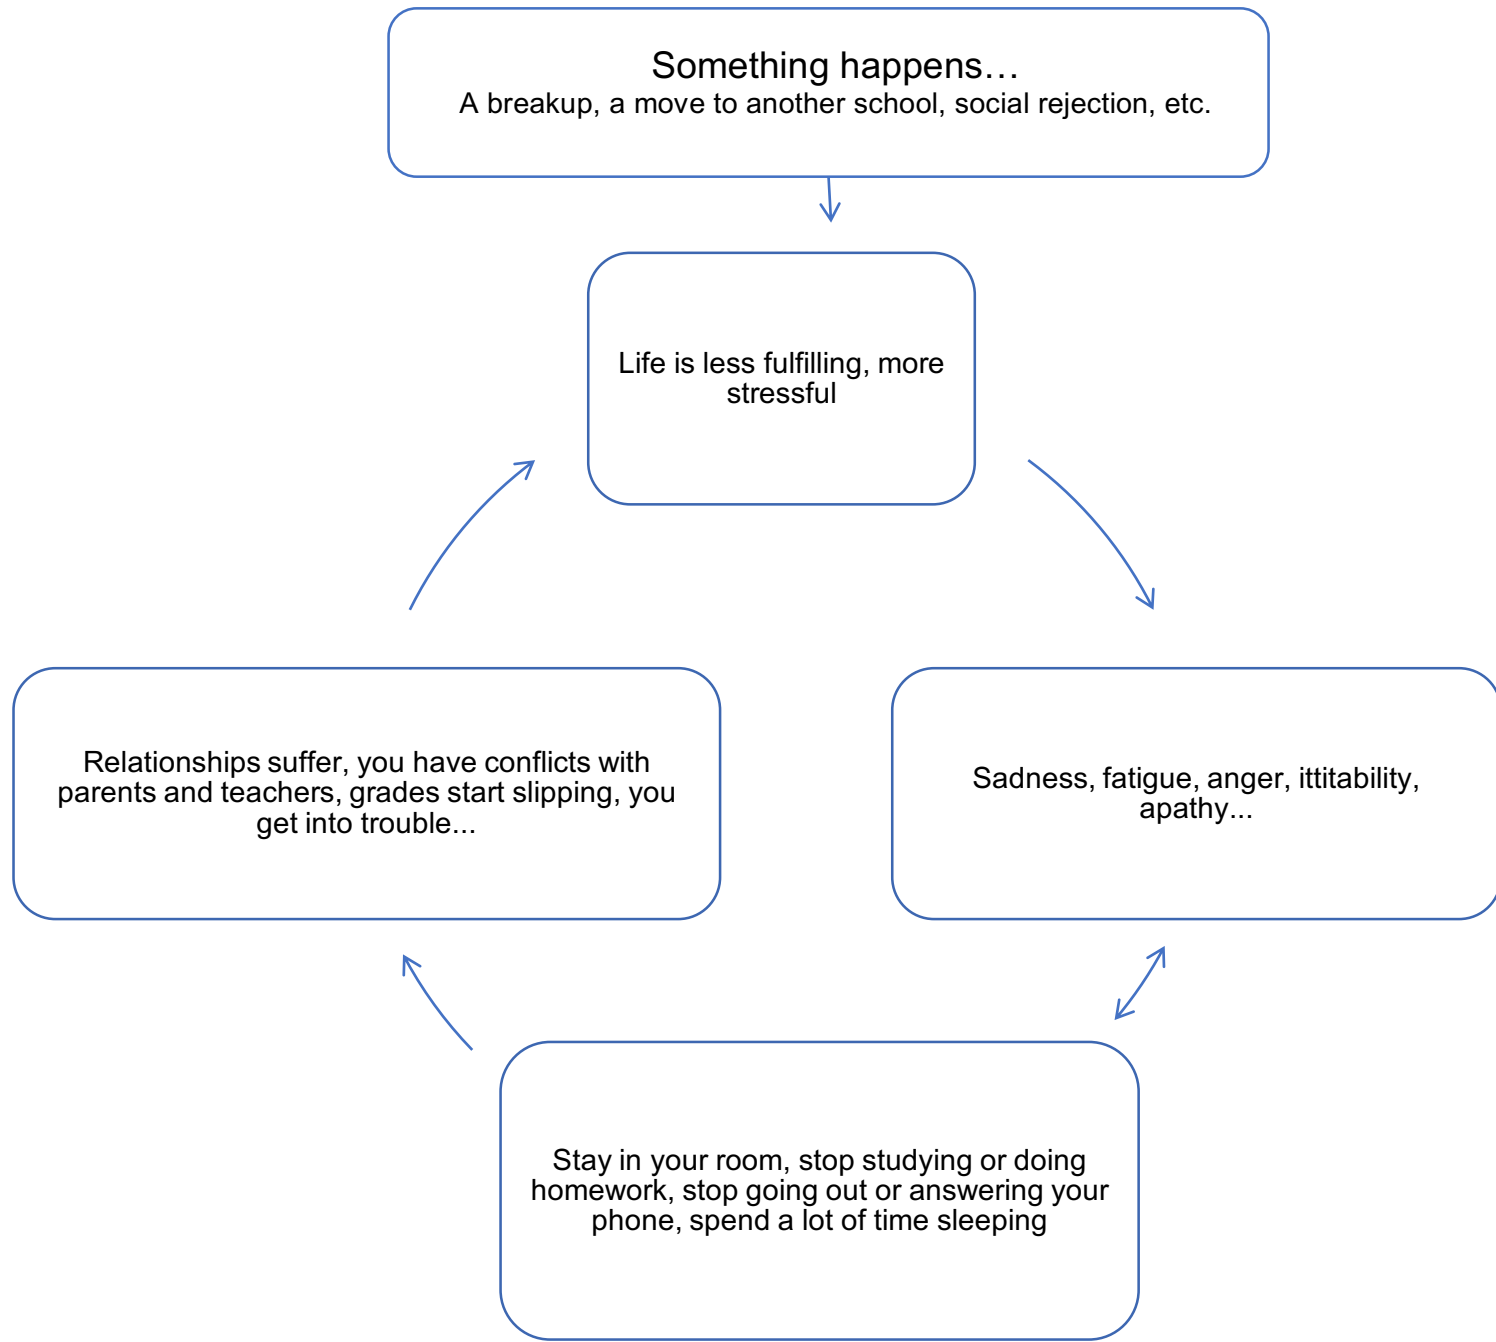 Something happens…
A breakup, a move to another school, social rejection, etc.
Life is less fulfilling, more
stressful
Sadness, fatigue, anger, ittitability,
apathy...
Stay in your room, stop studying or doing
homework, stop going out or answering your
phone, spend a lot of time sleeping
Relationships suffer, you have conflicts with
parents and teachers, grades start slipping, you
get into trouble...